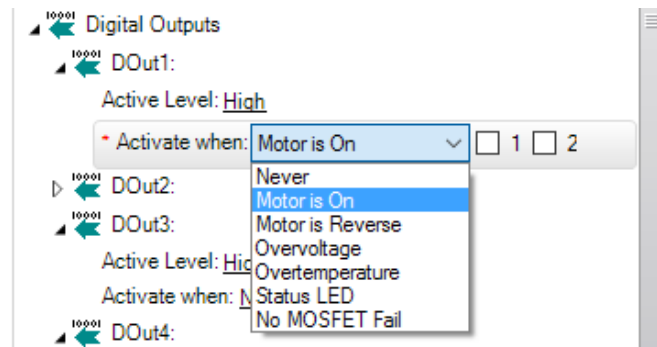 Digital Outputs
DOut1:
Active Level: High
* Activate when: Motor is On 1 2
Never
DOut2:
Motor is On
DOut3:
Motor is Reverse
Overvoltage
Active Level: Hig
Overtemperature
Activate when: N
Status LED
No MOSFET Fail
DOut4: